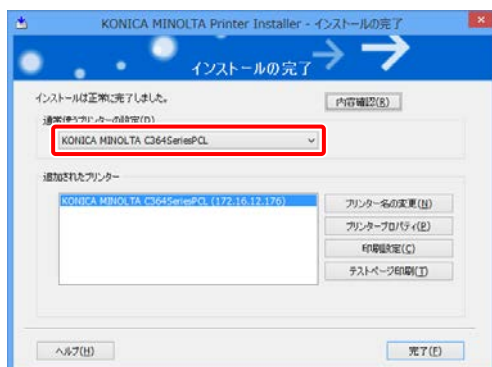 KONICA MINOLTA Printer Installer - インストールの完了
インストールの完了
インストールは正常に完了しました。
内容確認(R)
通常使うプリンターの設定(D)
KONICA MINOLTA C364SeriesPCL
追加されたプリンター
KONICA MINOLTA C364SeriesPCL (172.16.12.176)
プリンター名の変更(N)
プリンタープロパティ(P)
印刷設定(C)
テストページ印刷(T)
ヘルプ(H)
完了(F)